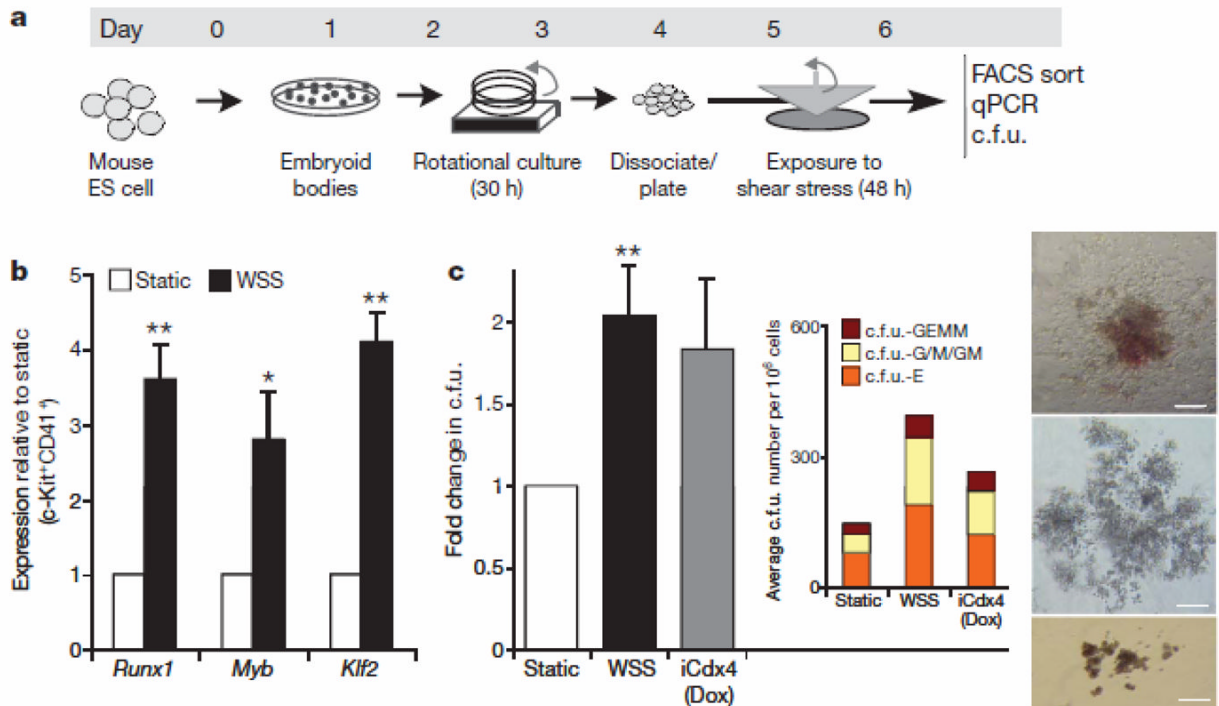 a
Day 0 1 2 3 4 5 6
Mouse
ES cell
Embryoid
bodies
Rotational culture
(30 h)
Dissociate/
plate
Exposure to
shear stress (48 h)
FACS sort
qPCR
c.f.u.
b
Static WSS
Expression relative to static
(c-Kit⁺CD41⁺)
5
4
3
2
1
0
**
*
**
Runx1 Myb Klf2
c
Fold change in c.f.u.
2
1.5
1
0.5
0
**
Static WSS iCdx4
(Dox)
Average c.f.u. number per 10⁶ cells
600
300
0
c.f.u.-GEMM
c.f.u.-G/M/GM
c.f.u.-E
Static WSS iCdx4
(Dox)